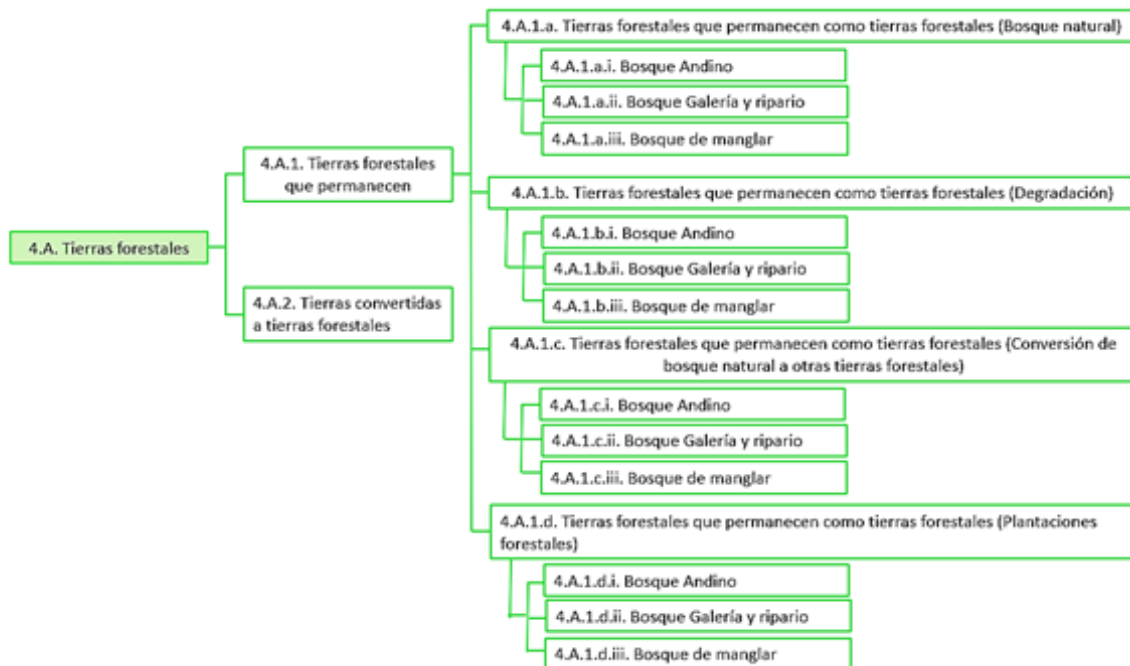 4.A. Tierras forestales
4.A.1. Tierras forestales
que permanecen
4.A.2. Tierras convertidas
a tierras forestales
4.A.1.a. Tierras forestales que permanecen como tierras forestales (Bosque natural)
4.A.1.a.i. Bosque Andino
4.A.1.a.ii. Bosque Galería y ripario
4.A.1.a.iii. Bosque de manglar
4.A.1.b. Tierras forestales que permanecen como tierras forestales (Degradación)
4.A.1.b.i. Bosque Andino
4.A.1.b.ii. Bosque Galería y ripario
4.A.1.b.iii. Bosque de manglar
4.A.1.c. Tierras forestales que permanecen como tierras forestales (Conversión de
bosque natural a otras tierras forestales)
4.A.1.c.i. Bosque Andino
4.A.1.c.ii. Bosque Galería y ripario
4.A.1.c.iii. Bosque de manglar
4.A.1.d. Tierras forestales que permanecen como tierras forestales (Plantaciones
forestales)
4.A.1.d.i. Bosque Andino
4.A.1.d.ii. Bosque Galería y ripario
4.A.1.d.iii. Bosque de manglar